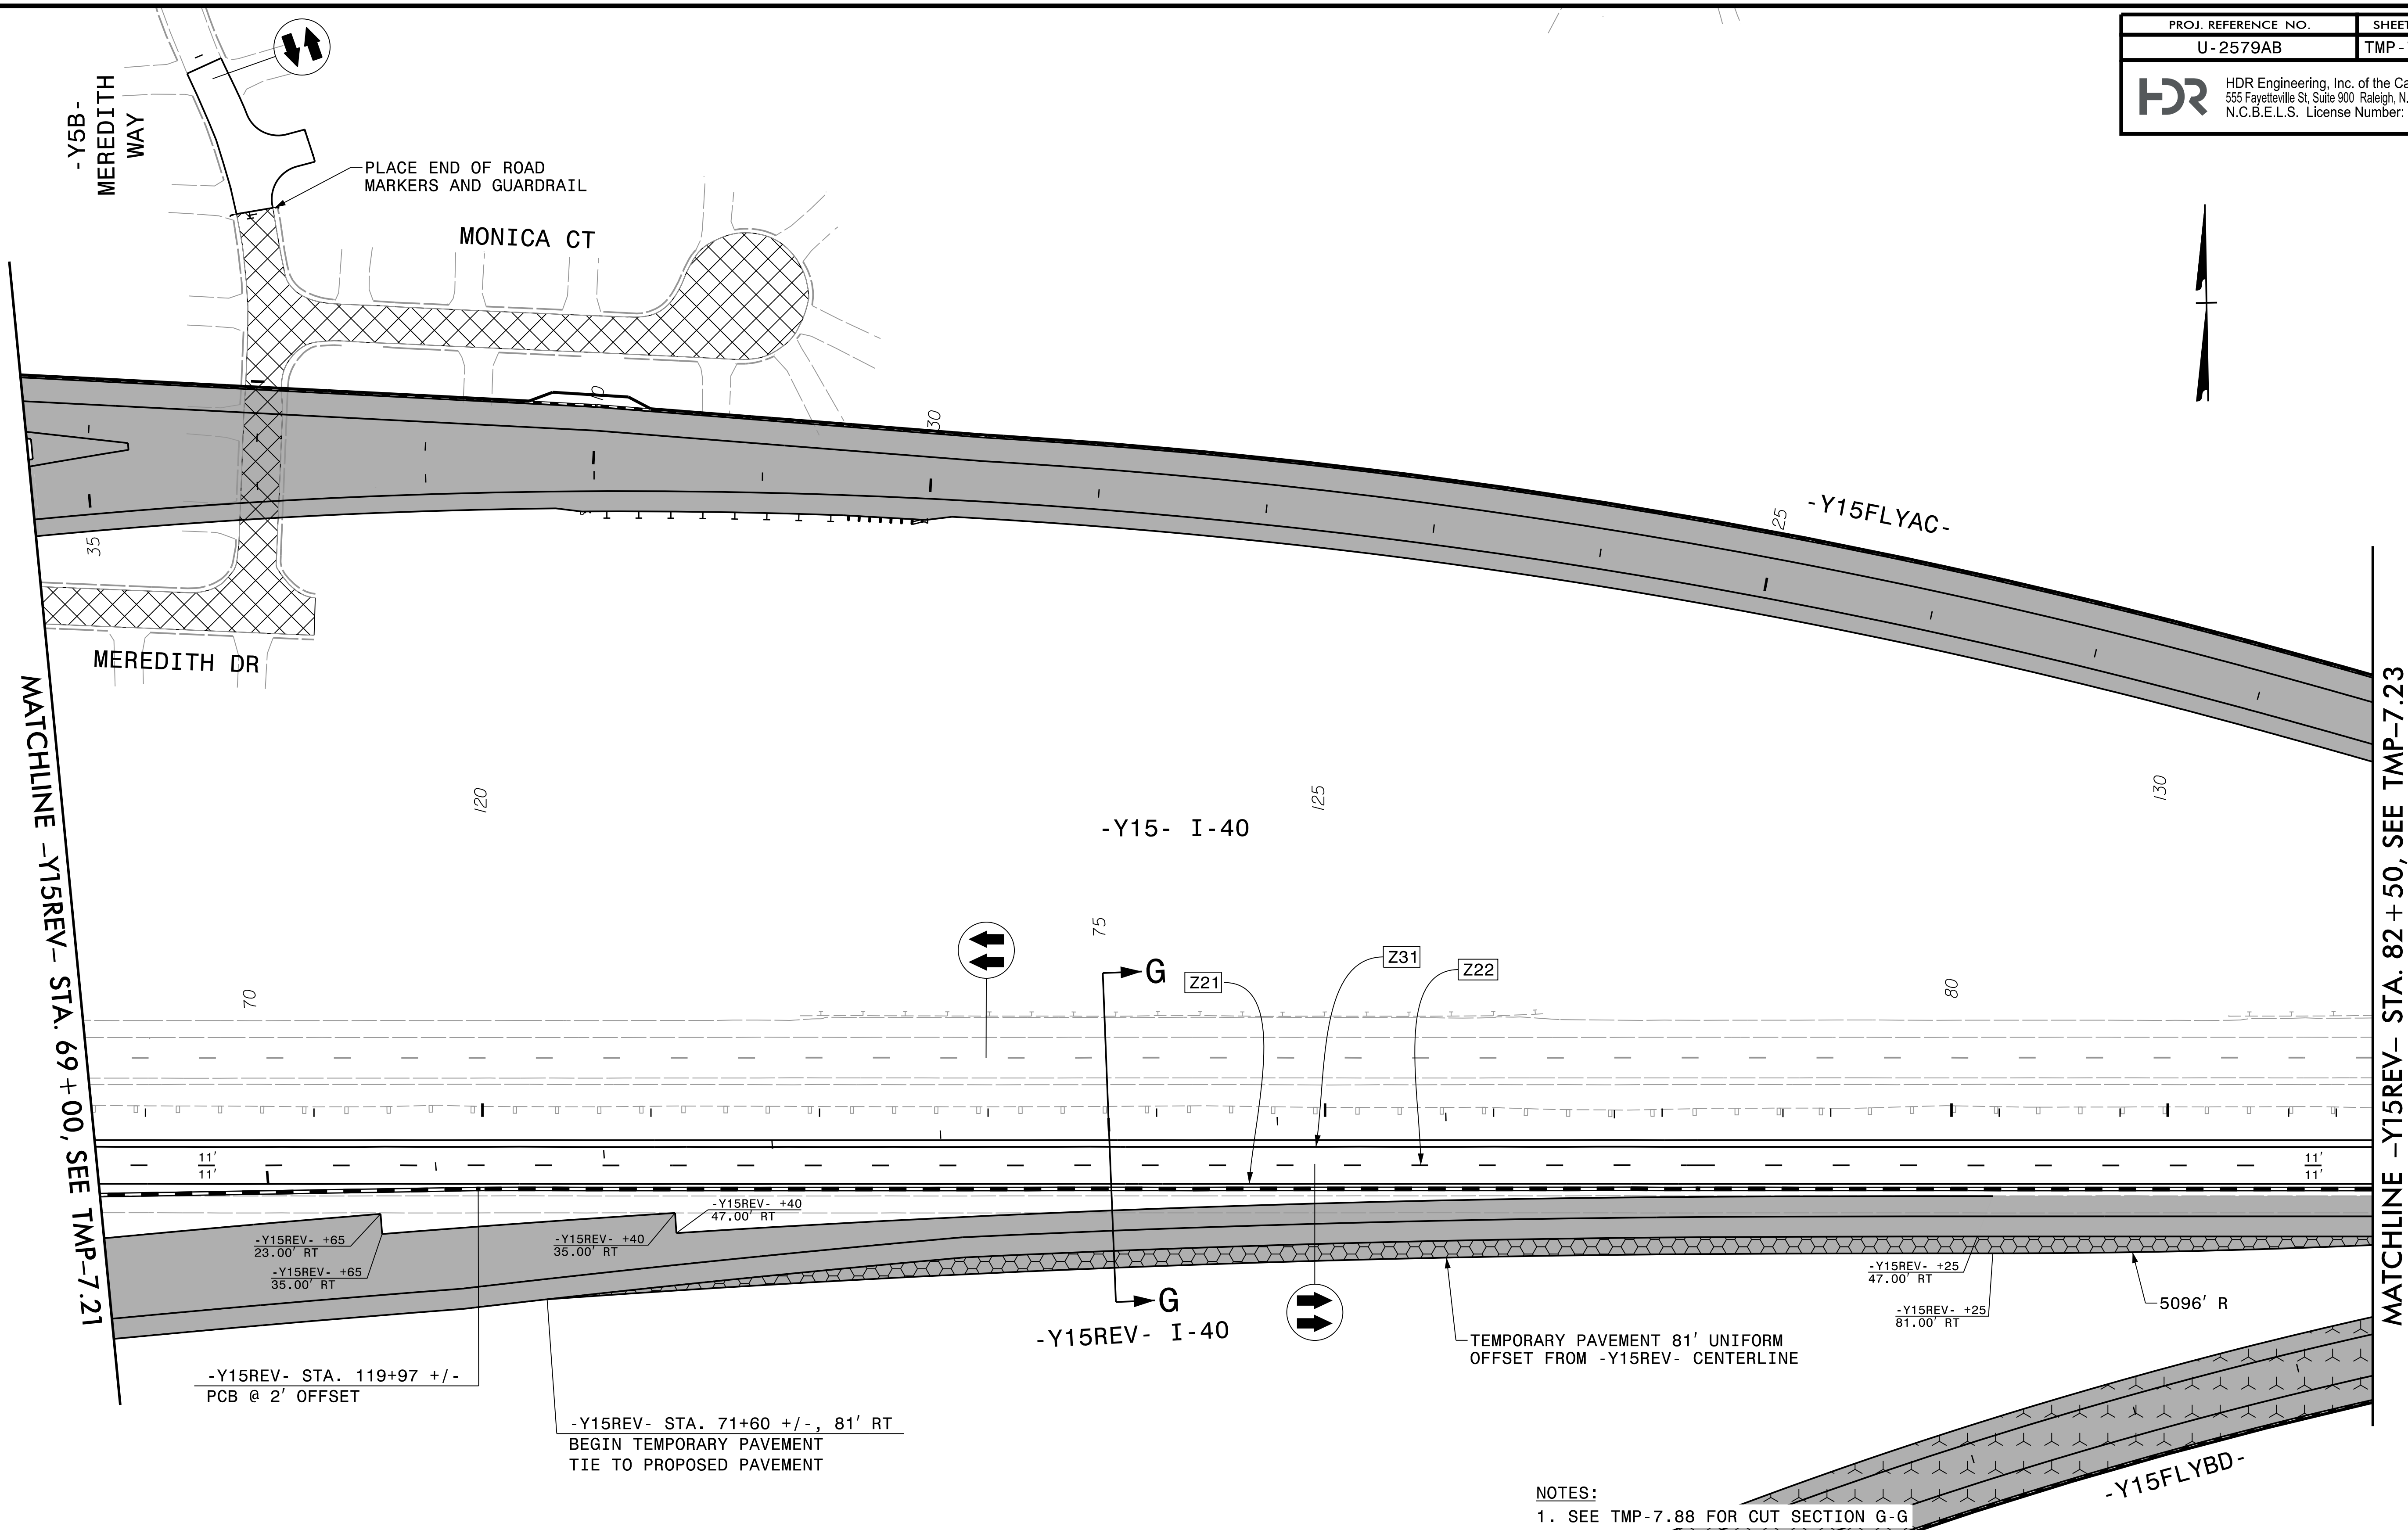 PROJ. REFERENCE NO.
SHEET
U-2579AB
TMP-
HDR
HDR Engineering, Inc. of the Ca
555 Fayetteville St, Suite 900 Raleigh, N.
N.C.B.E.L.S. License Number:
-Y5B-
MEREDITH
WAY
PLACE END OF ROAD
MARKERS AND GUARDRAIL
MONICA CT
10
30
25
-Y15FLYAC-
35
MEREDITH DR
MATCHLINE -Y15REV- STA. 69+00, SEE TMP-7.21
MATCHLINE -Y15REV- STA. 82+50, SEE TMP-7.23
120
125
130
-Y15- I-40
70
75
80
G
Z21
Z31
Z22
11'
11'
11'
11'
-Y15REV- +65
23.00' RT
-Y15REV- +65
35.00' RT
-Y15REV- +40
35.00' RT
-Y15REV- +40
47.00' RT
G
-Y15REV- I-40
-Y15REV- +25
47.00' RT
-Y15REV- +25
81.00' RT
5096' R
TEMPORARY PAVEMENT 81' UNIFORM
OFFSET FROM -Y15REV- CENTERLINE
-Y15REV- STA. 119+97 +/-
PCB @ 2' OFFSET
-Y15REV- STA. 71+60 +/-, 81' RT
BEGIN TEMPORARY PAVEMENT
TIE TO PROPOSED PAVEMENT
-Y15FLYBD-
NOTES:
1. SEE TMP-7.88 FOR CUT SECTION G-G